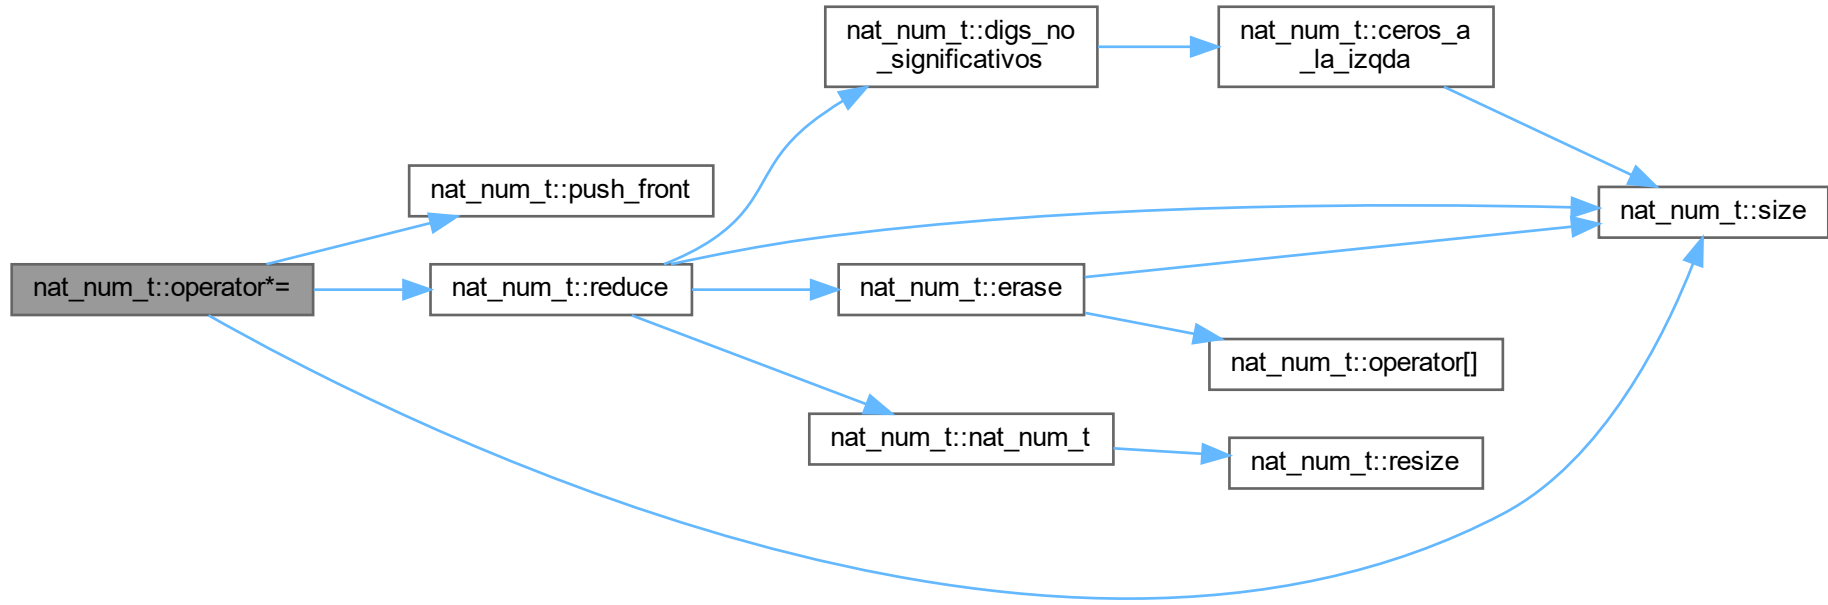 nat_num_t::digs_no
_significativos
nat_num_t::ceros_a
_la_izqda
nat_num_t::push_front
nat_num_t::size
nat_num_t::operator*=
nat_num_t::reduce
nat_num_t::erase
nat_num_t::operator[]
nat_num_t::nat_num_t
nat_num_t::resize